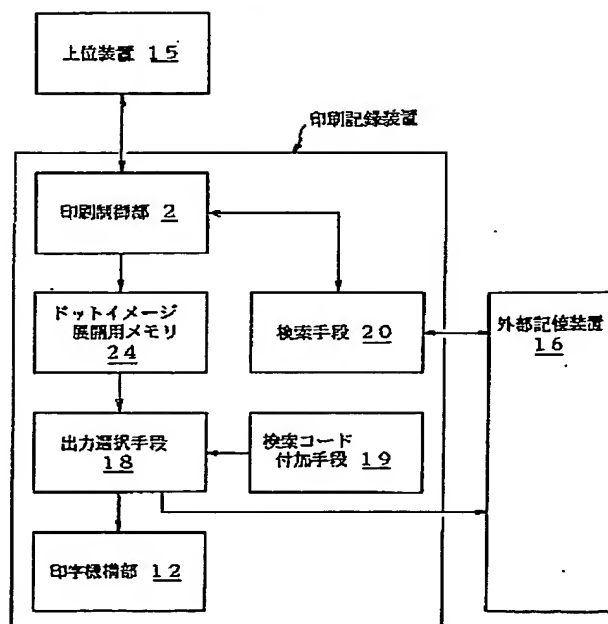 上位装置 15
印刷記録装置
印刷制御部 2
ドットイメージ
展開用メモリ
24
検索手段 20
外部記憶装置
16
出力選択手段
18
検索コード
付加手段 19
印字機構部 12